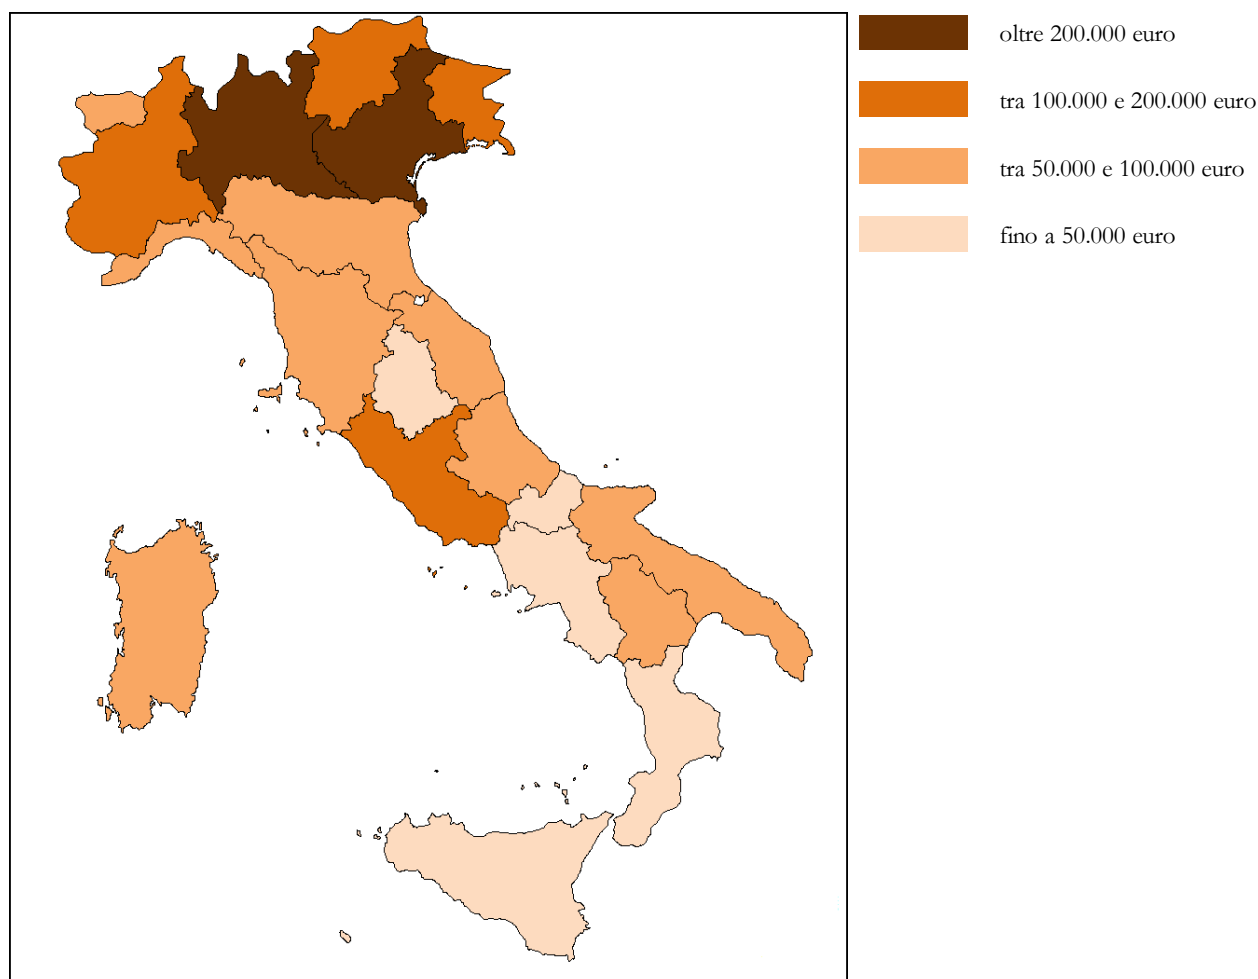 oltre 200.000 euro
tra 100.000 e 200.000 euro
tra 50.000 e 100.000 euro
fino a 50.000 euro